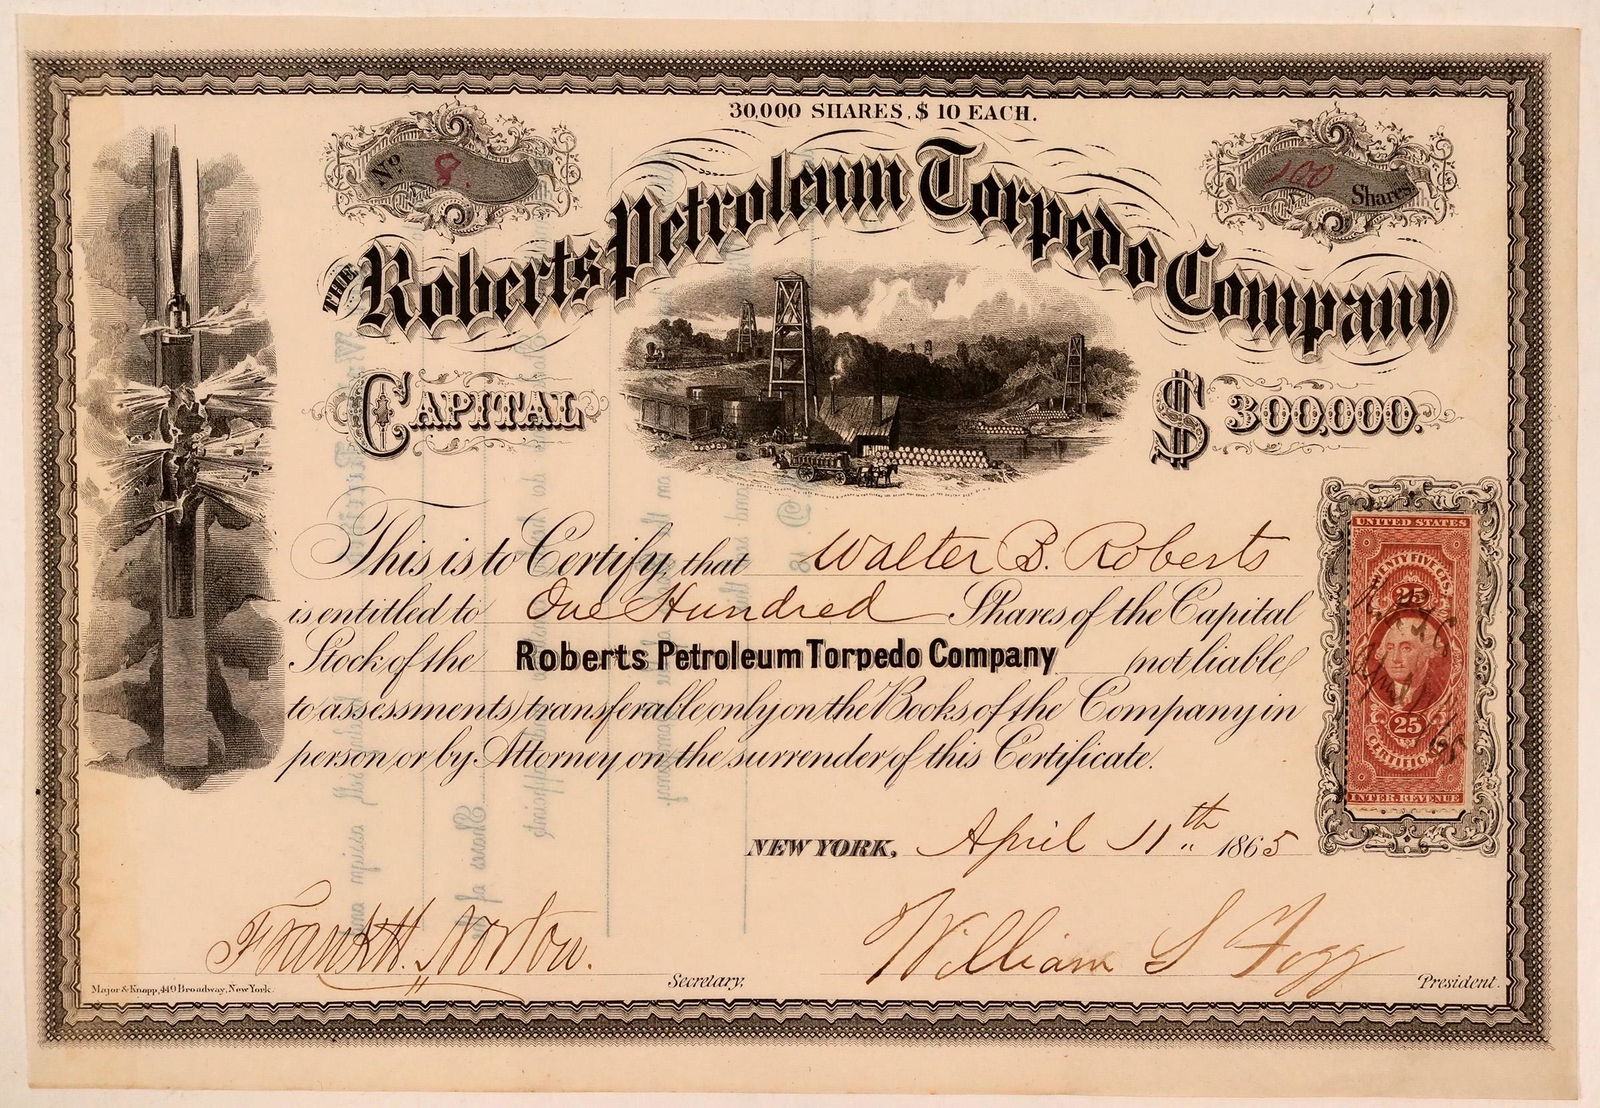 30,000 SHARES, $ 10 EACH.
No. 8.
100 Shares
THE Roberts Petroleum Torpedo Company
CAPITAL $300,000.
This is to Certify that Walter B. Roberts
is entitled to One Hundred Shares of the Capital
Stock of the Roberts Petroleum Torpedo Company (not liable
to assessments) transferable only on the Books of the Company in
person or by Attorney on the surrender of this Certificate.
UNITED STATES
TWENTY FIVE CTS.
25
25
CERTIFICATE
INTER. REVENUE
NEW YORK, April 11th 1865
Frank H. Norton. Secretary.
William S Fogg President.
Major & Knapp, 449 Broadway, New York.